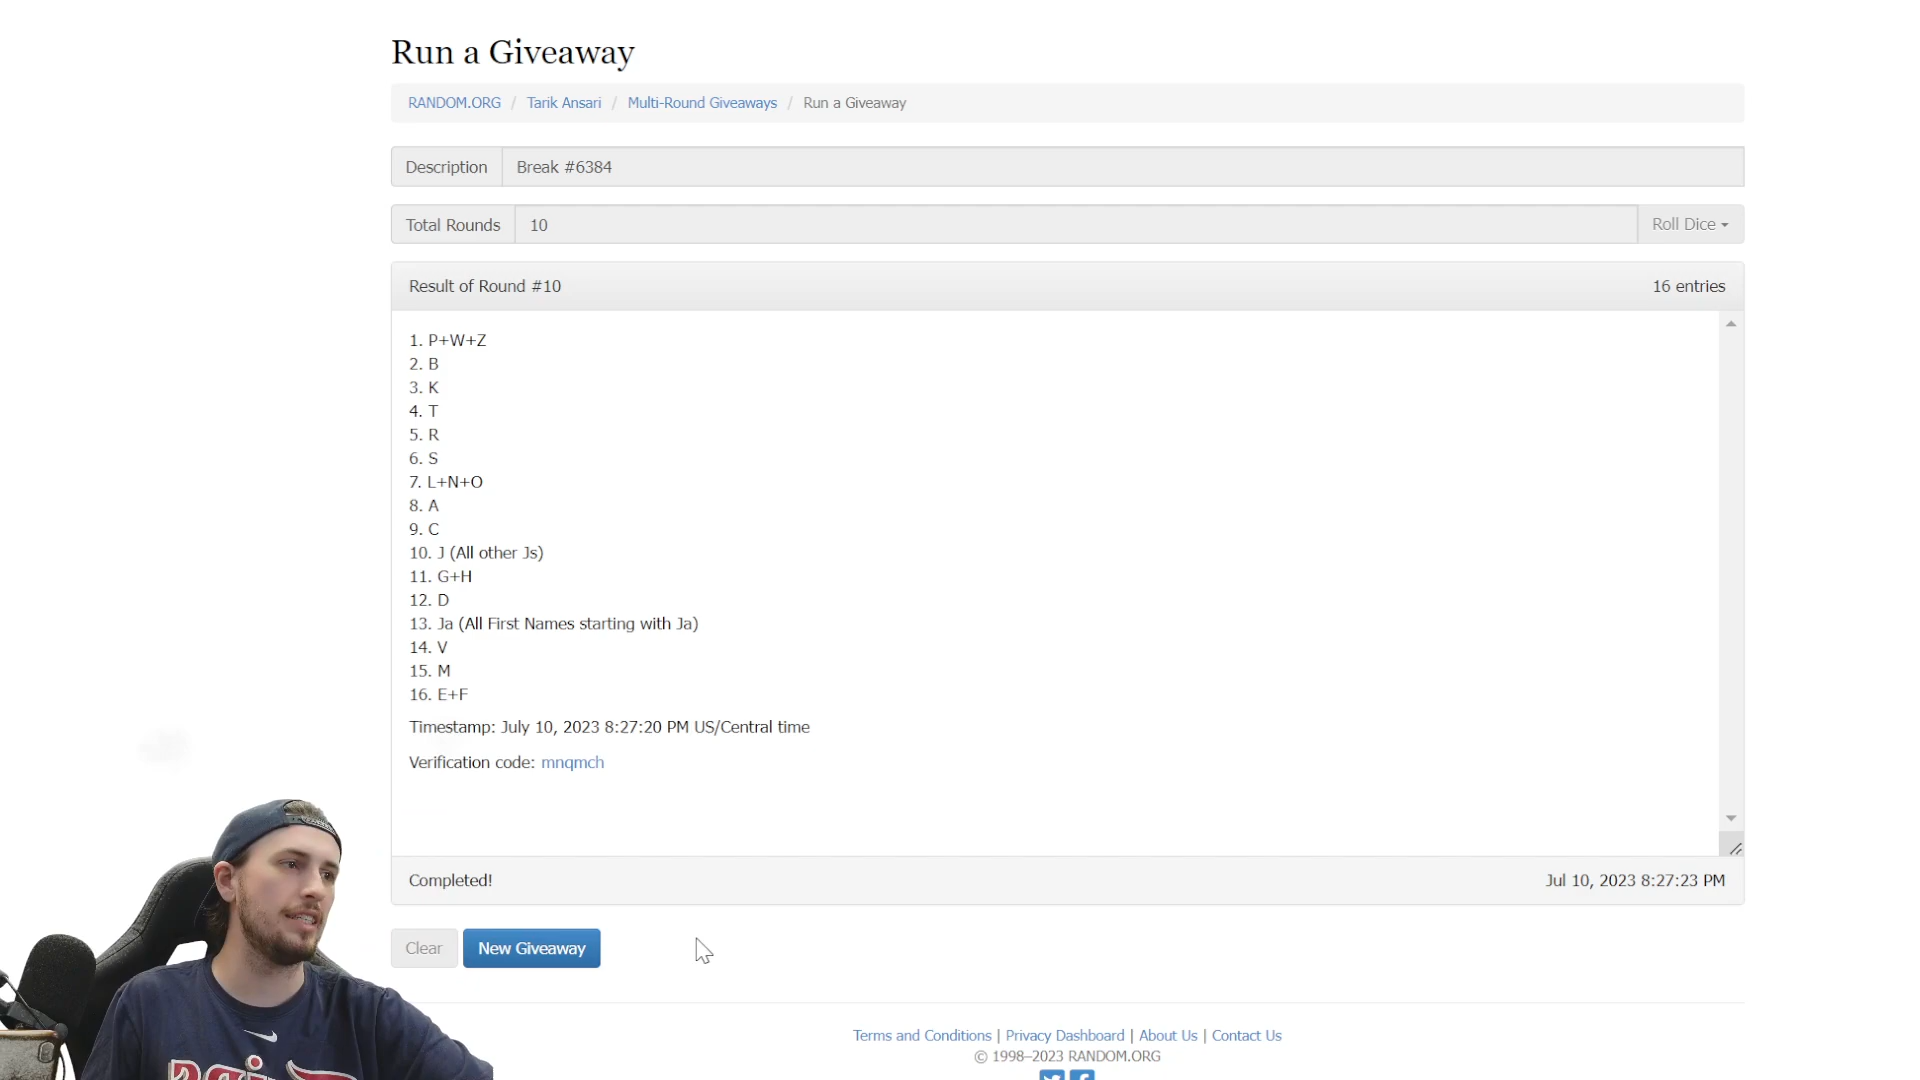 Run a Giveaway
RANDOM.ORG / Tarik Ansari / Multi-Round Giveaways / Run a Giveaway
Description Break #6384
Total Rounds 10 Roll Dice
Result of Round #10 16 entries
1. P+W+Z
2. B
3. K
4. T
5. R
6. S
7. L+N+O
8. A
9. C
10. J (All other Js)
11. G+H
12. D
13. Ja (All First Names starting with Ja)
14. V
15. M
16. E+F
Timestamp: July 10, 2023 8:27:20 PM US/Central time
Verification code: mnqmch
Completed! Jul 10, 2023 8:27:23 PM
Clear New Giveaway
Terms and Conditions | Privacy Dashboard | About Us | Contact Us
© 1998–2023 RANDOM.ORG